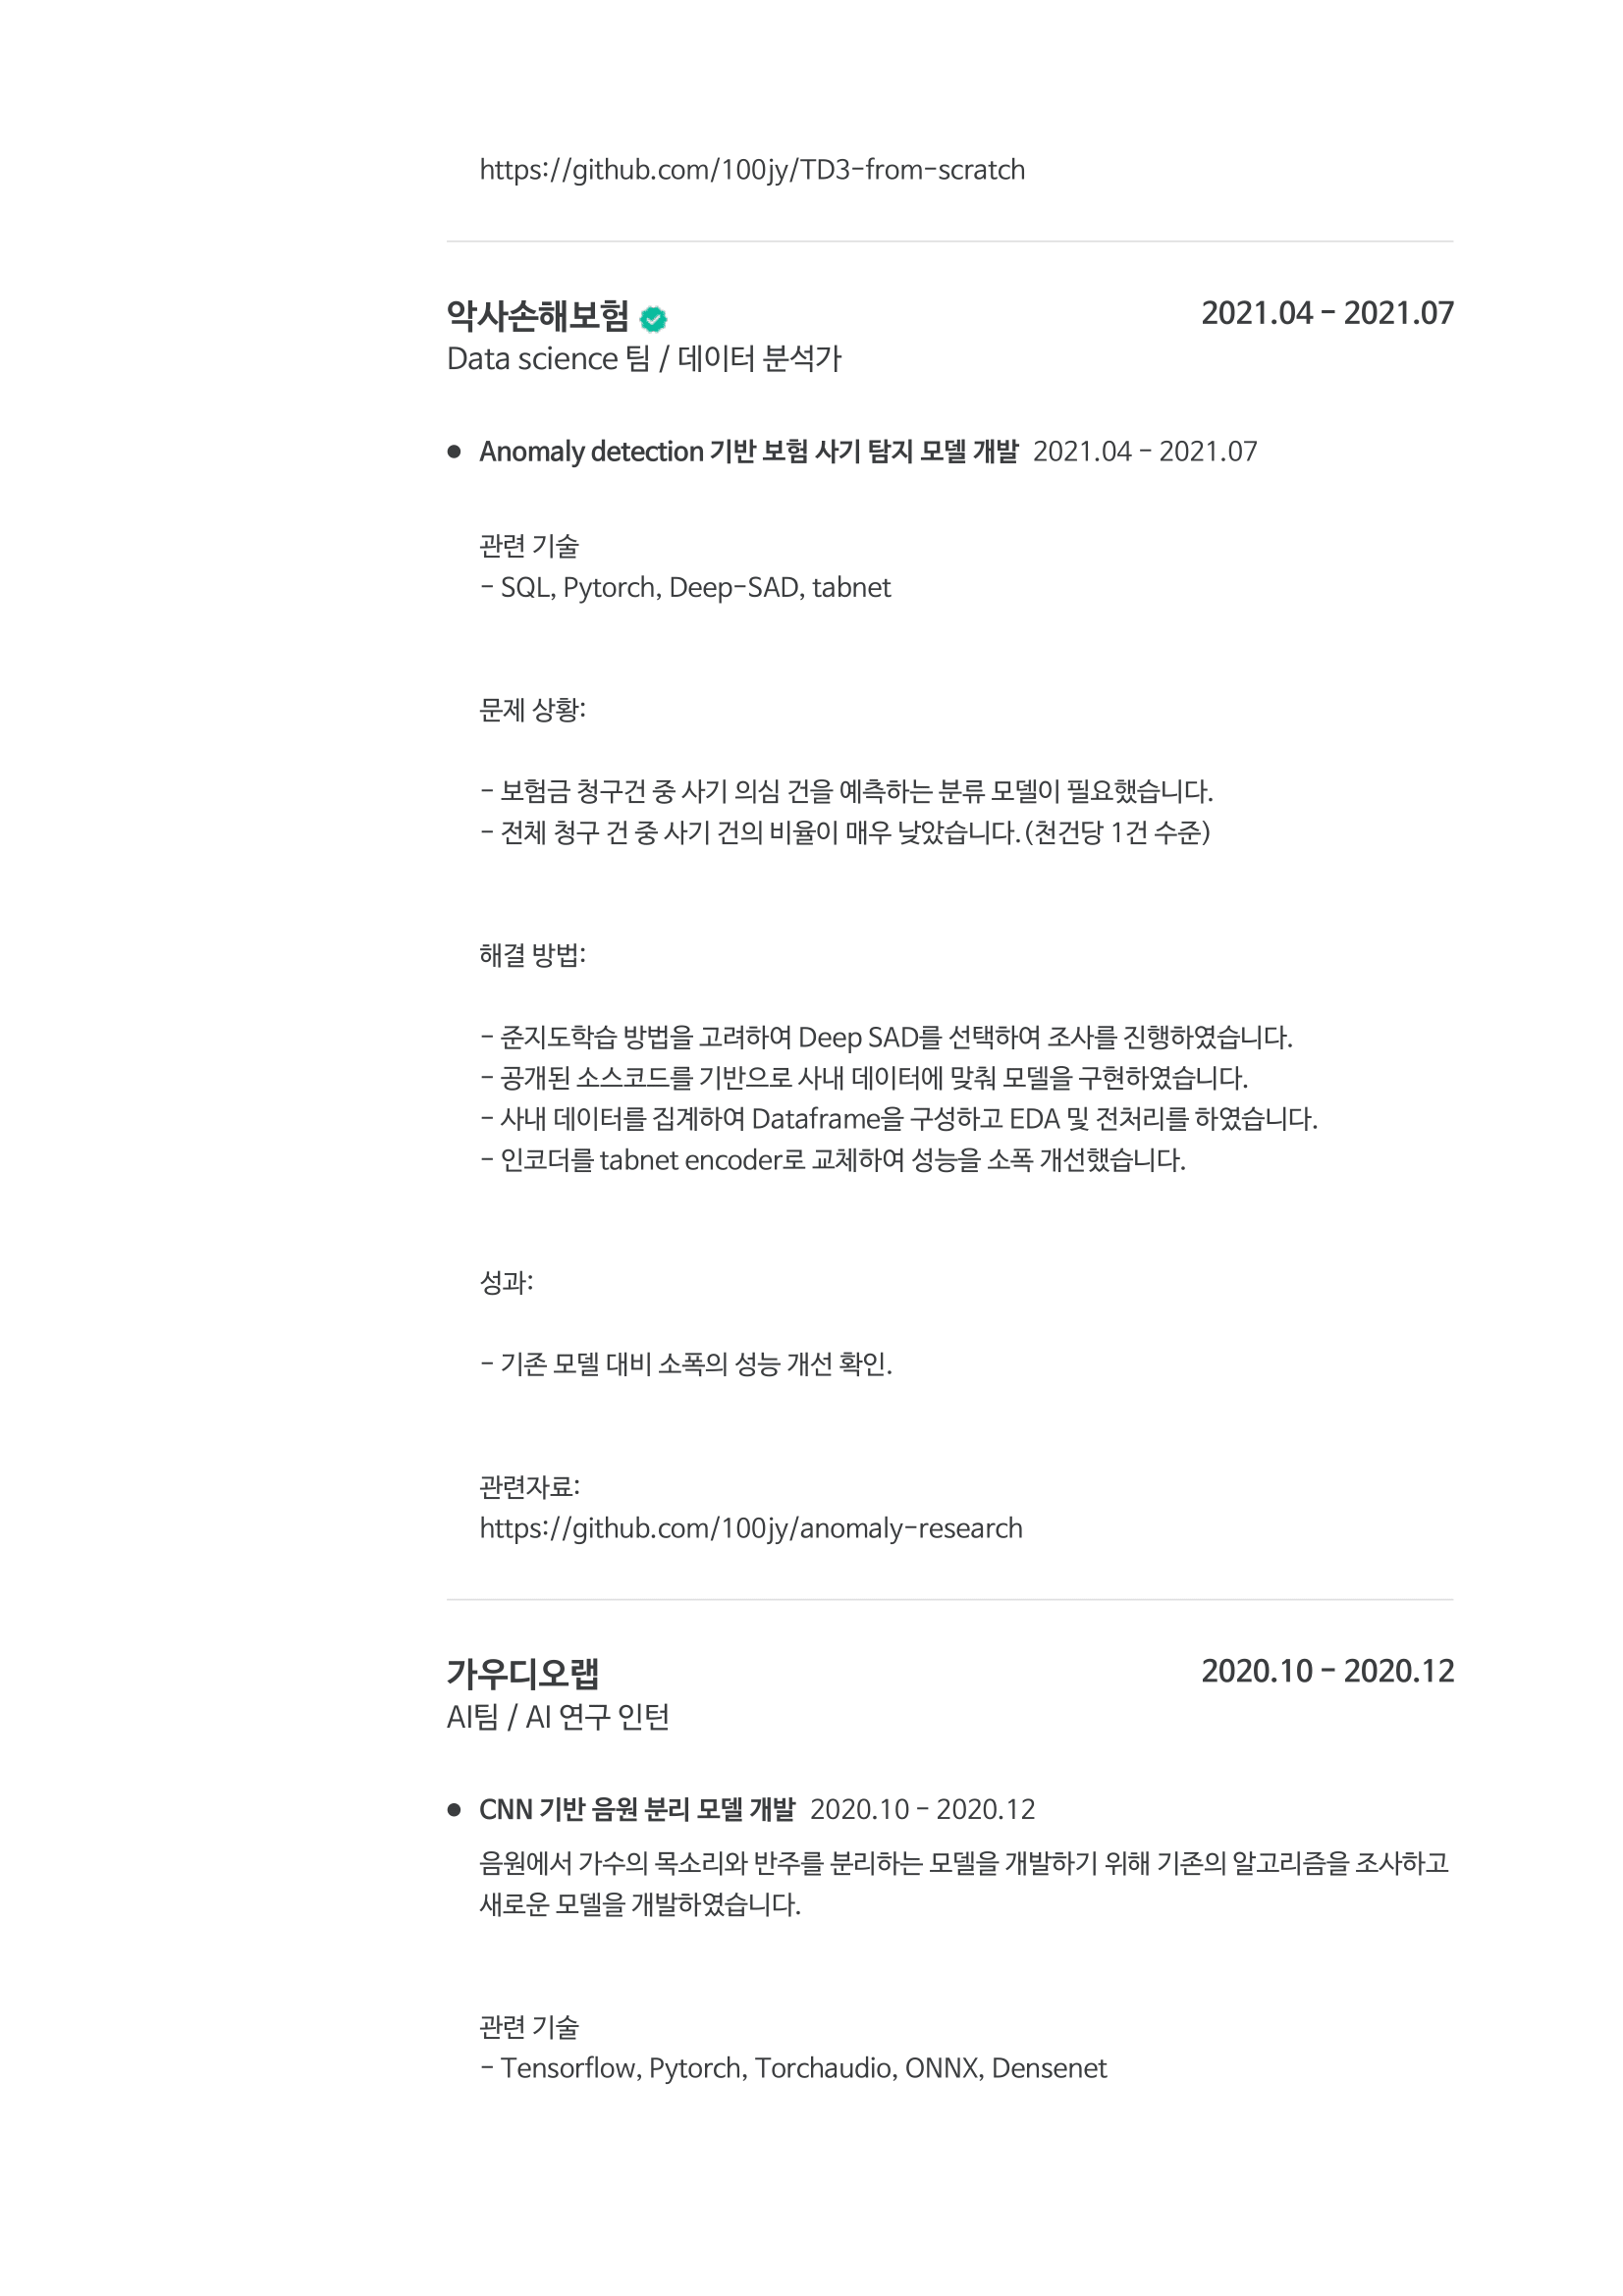 https://github.com/100jy/TD3-from-scratch
악사손해보험
2021.04 - 2021.07
Data science 팀 / 데이터 분석가
● Anomaly detection 기반 보험 사기 탐지 모델 개발 2021.04 - 2021.07
관련 기술
- SQL, Pytorch, Deep-SAD, tabnet
문제 상황:
- 보험금 청구건 중 사기 의심 건을 예측하는 분류 모델이 필요했습니다.
- 전체 청구 건 중 사기 건의 비율이 매우 낮았습니다.(천건당 1건 수준)
해결 방법:
- 준지도학습 방법을 고려하여 Deep SAD를 선택하여 조사를 진행하였습니다.
- 공개된 소스코드를 기반으로 사내 데이터에 맞춰 모델을 구현하였습니다.
- 사내 데이터를 집계하여 Dataframe을 구성하고 EDA 및 전처리를 하였습니다.
- 인코더를 tabnet encoder로 교체하여 성능을 소폭 개선했습니다.
성과:
- 기존 모델 대비 소폭의 성능 개선 확인.
관련자료:
https://github.com/100jy/anomaly-research
가우디오랩
2020.10 - 2020.12
AI팀 / AI 연구 인턴
● CNN 기반 음원 분리 모델 개발 2020.10 - 2020.12
음원에서 가수의 목소리와 반주를 분리하는 모델을 개발하기 위해 기존의 알고리즘을 조사하고
새로운 모델을 개발하였습니다.
관련 기술
- Tensorflow, Pytorch, Torchaudio, ONNX, Densenet